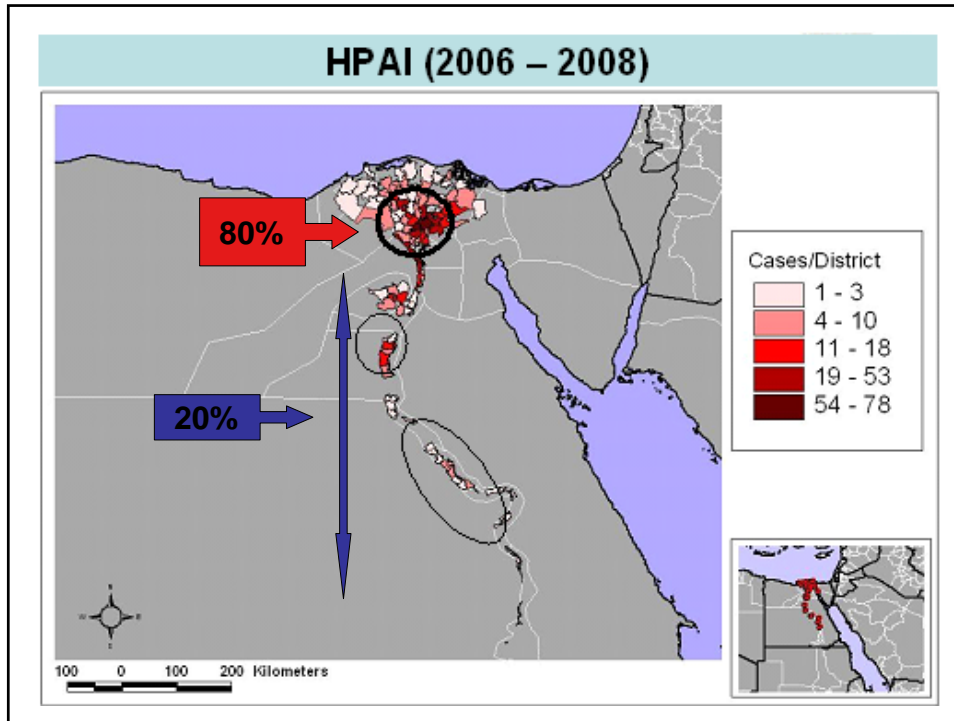 HPAI (2006 – 2008)
80%
20%
Cases/District
1 - 3
4 - 10
11 - 18
19 - 53
54 - 78
100 0 100 200 Kilometers